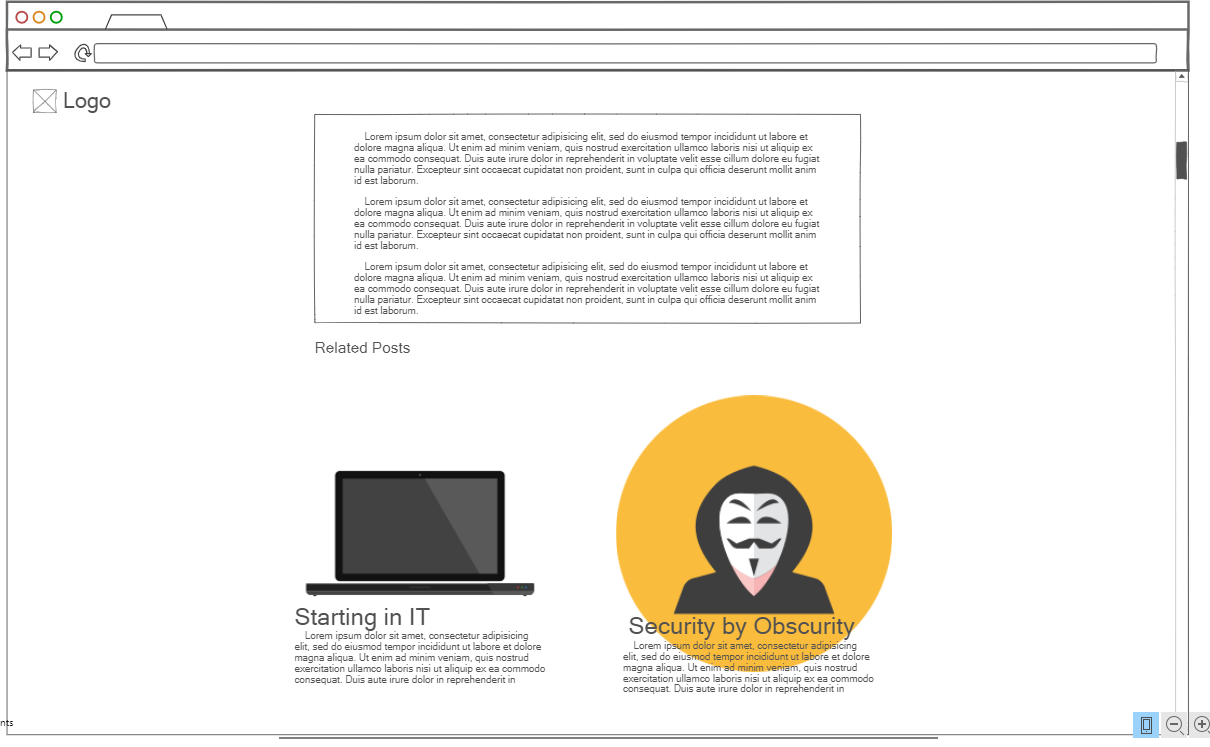 Logo
Lorem ipsum dolor sit amet, consectetur adipisicing elit, sed do eiusmod tempor incididunt ut labore et
dolore magna aliqua. Ut enim ad minim veniam, quis nostrud exercitation ullamco laboris nisi ut aliquip ex
ea commodo consequat. Duis aute irure dolor in reprehenderit in voluptate velit esse cillum dolore eu fugiat
nulla pariatur. Excepteur sint occaecat cupidatat non proident, sunt in culpa qui officia deserunt mollit anim
id est laborum.
Lorem ipsum dolor sit amet, consectetur adipisicing elit, sed do eiusmod tempor incididunt ut labore et
dolore magna aliqua. Ut enim ad minim veniam, quis nostrud exercitation ullamco laboris nisi ut aliquip ex
ea commodo consequat. Duis aute irure dolor in reprehenderit in voluptate velit esse cillum dolore eu fugiat
nulla pariatur. Excepteur sint occaecat cupidatat non proident, sunt in culpa qui officia deserunt mollit anim
id est laborum.
Lorem ipsum dolor sit amet, consectetur adipisicing elit, sed do eiusmod tempor incididunt ut labore et
dolore magna aliqua. Ut enim ad minim veniam, quis nostrud exercitation ullamco laboris nisi ut aliquip ex
ea commodo consequat. Duis aute irure dolor in reprehenderit in voluptate velit esse cillum dolore eu fugiat
nulla pariatur. Excepteur sint occaecat cupidatat non proident, sunt in culpa qui officia deserunt mollit anim
id est laborum.
Related Posts
Starting in IT
Lorem ipsum dolor sit amet, consectetur adipisicing
elit, sed do eiusmod tempor incididunt ut labore et dolore
magna aliqua. Ut enim ad minim veniam, quis nostrud
exercitation ullamco laboris nisi ut aliquip ex ea commodo
consequat. Duis aute irure dolor in reprehenderit in
Security by Obscurity
Lorem ipsum dolor sit amet, consectetur adipisicing
elit, sed do eiusmod tempor incididunt ut labore et dolore
magna aliqua. Ut enim ad minim veniam, quis nostrud
exercitation ullamco laboris nisi ut aliquip ex ea commodo
consequat. Duis aute irure dolor in reprehenderit in
nts